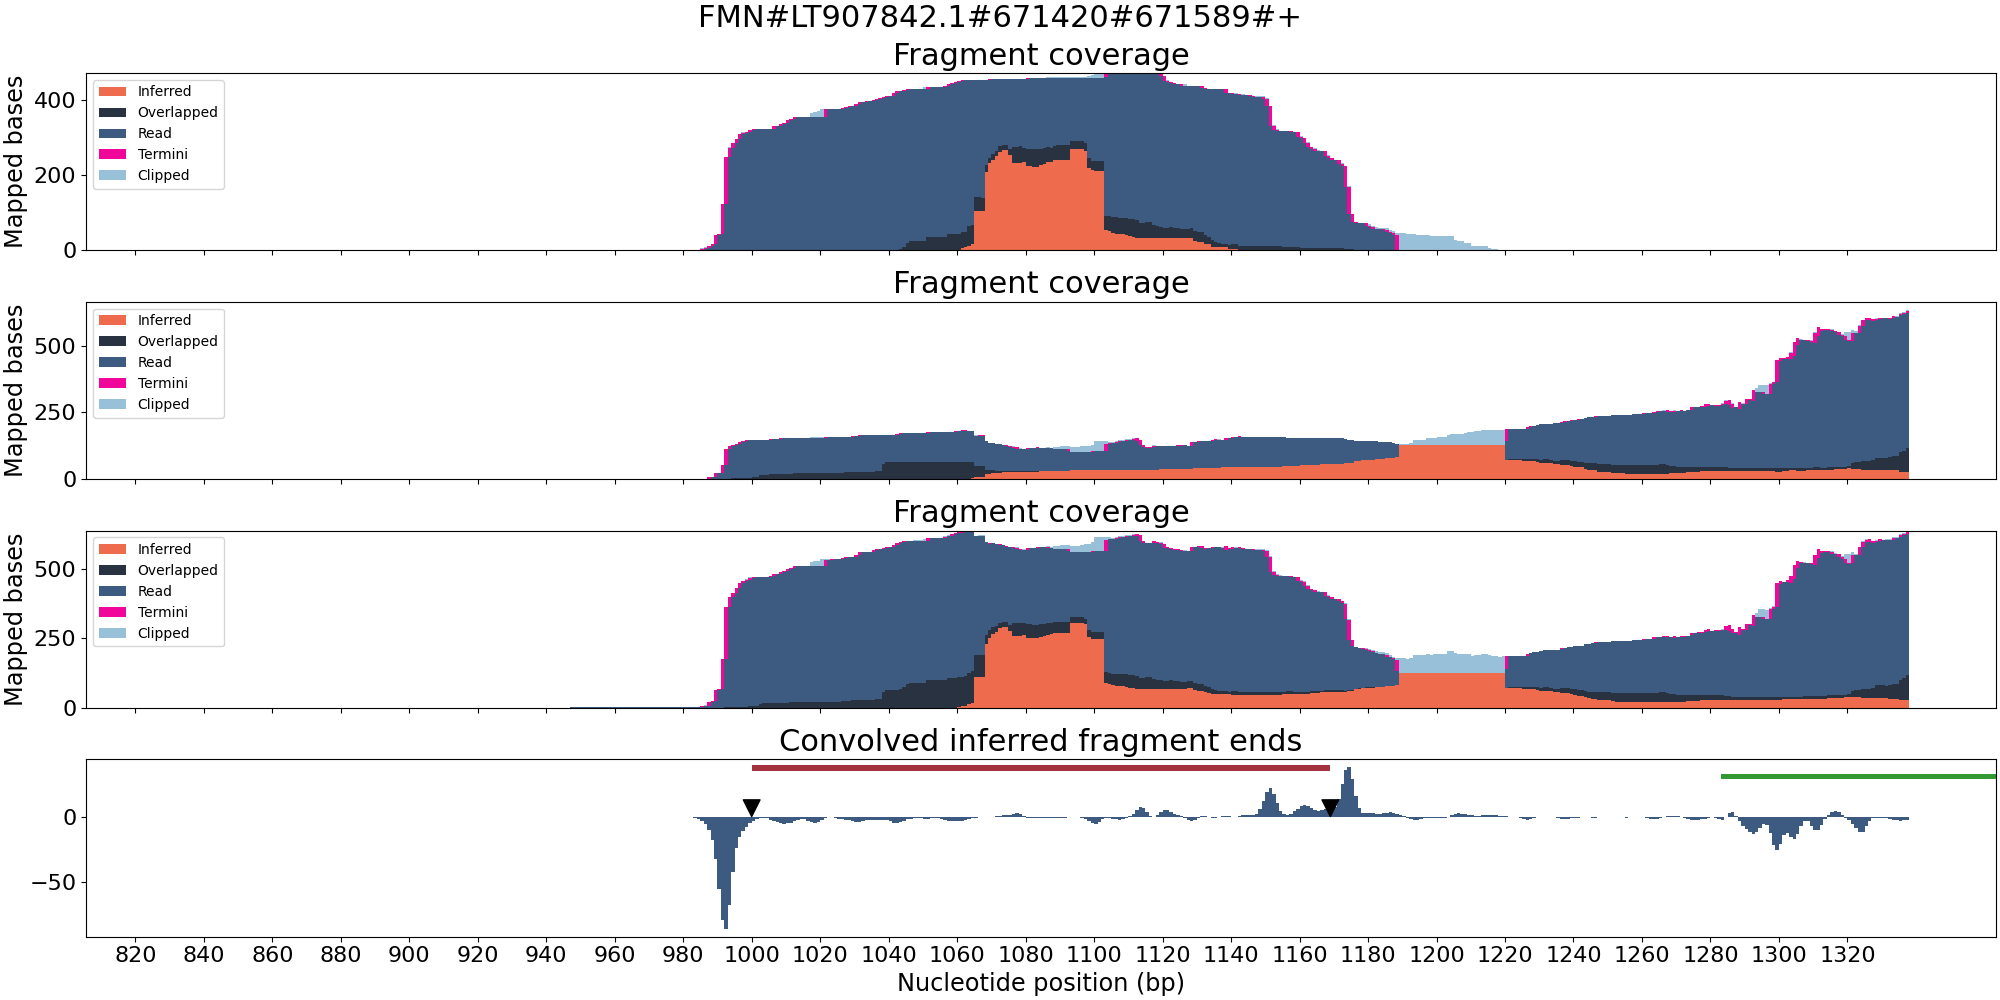 FMN#LT907842.1#671420#671589#+
Fragment coverage
Mapped bases
400
200
0
Inferred
Overlapped
Read
Termini
Clipped
Fragment coverage
Mapped bases
500
250
0
Inferred
Overlapped
Read
Termini
Clipped
Fragment coverage
Mapped bases
500
250
0
Inferred
Overlapped
Read
Termini
Clipped
Convolved inferred fragment ends
0
−50
820 840 860 880 900 920 940 960 980 1000 1020 1040 1060 1080 1100 1120 1140 1160 1180 1200 1220 1240 1260 1280 1300 1320
Nucleotide position (bp)